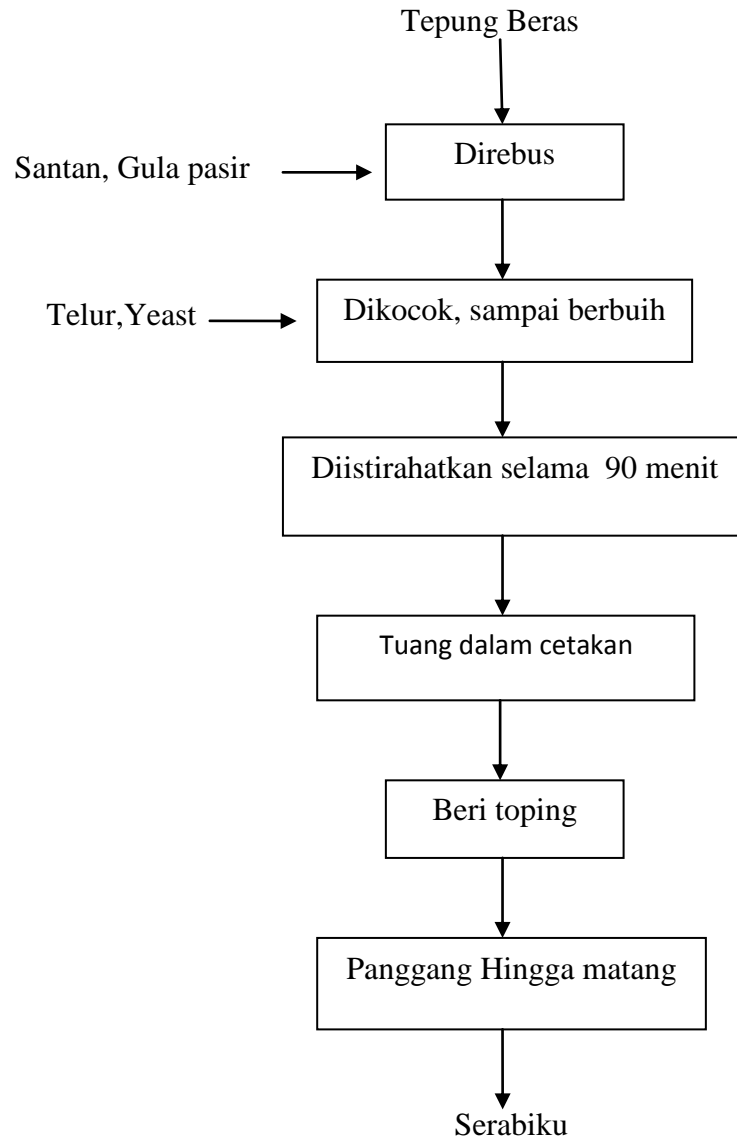 Tepung Beras
Direbus
Santan, Gula pasir
Dikocok, sampai berbuih
Telur,Yeast
Diistirahatkan selama 90 menit
Tuang dalam cetakan
Beri toping
Panggang Hingga matang
Serabiku